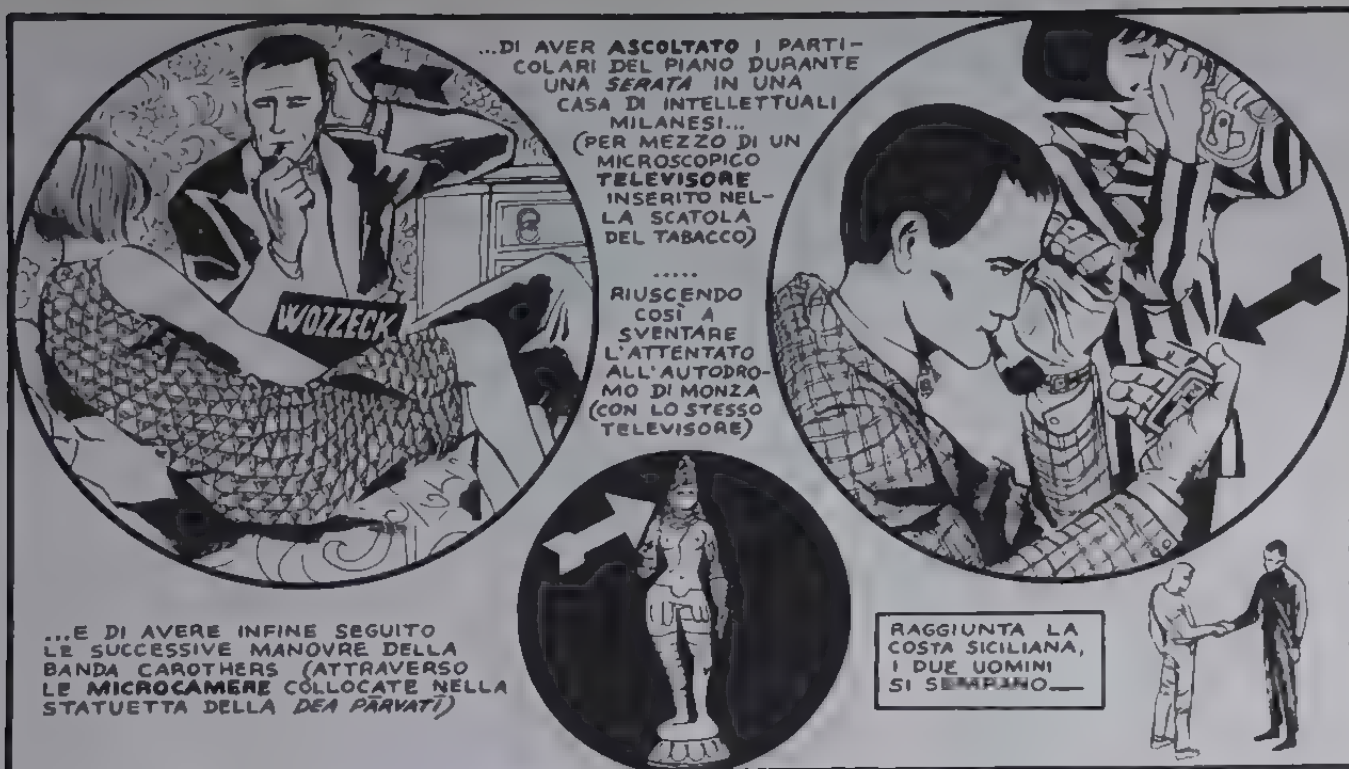 ...DI AVER ASCOLTATO I PARTI-
COLARI DEL PIANO DURANTE
UNA SERATA IN UNA
CASA DI INTELLETTUALI
MILANESI...
(PER MEZZO DI UN
MICROSCOPICO
TELEVISORE
INSERITO NEL-
LA SCATOLA
DEL TABACCO)
.....
RIUSCENDO
COSÌ A
SVENTARE
L'ATTENTATO
ALL'AUTODRO-
MO DI MONZA
(CON LO STESSO
TELEVISORE)
WOZZECK
...E DI AVERE INFINE SEGUITO
LE SUCCESSIVE MANOVRE DELLA
BANDA CAROTHERS (ATTRAVERSO
LE MICROCAMERE COLLOCATE NELLA
STATUETTA DELLA DEA PĀRVATĪ)
RAGGIUNTA LA
COSTA SICILIANA,
I DUE UOMINI
SI